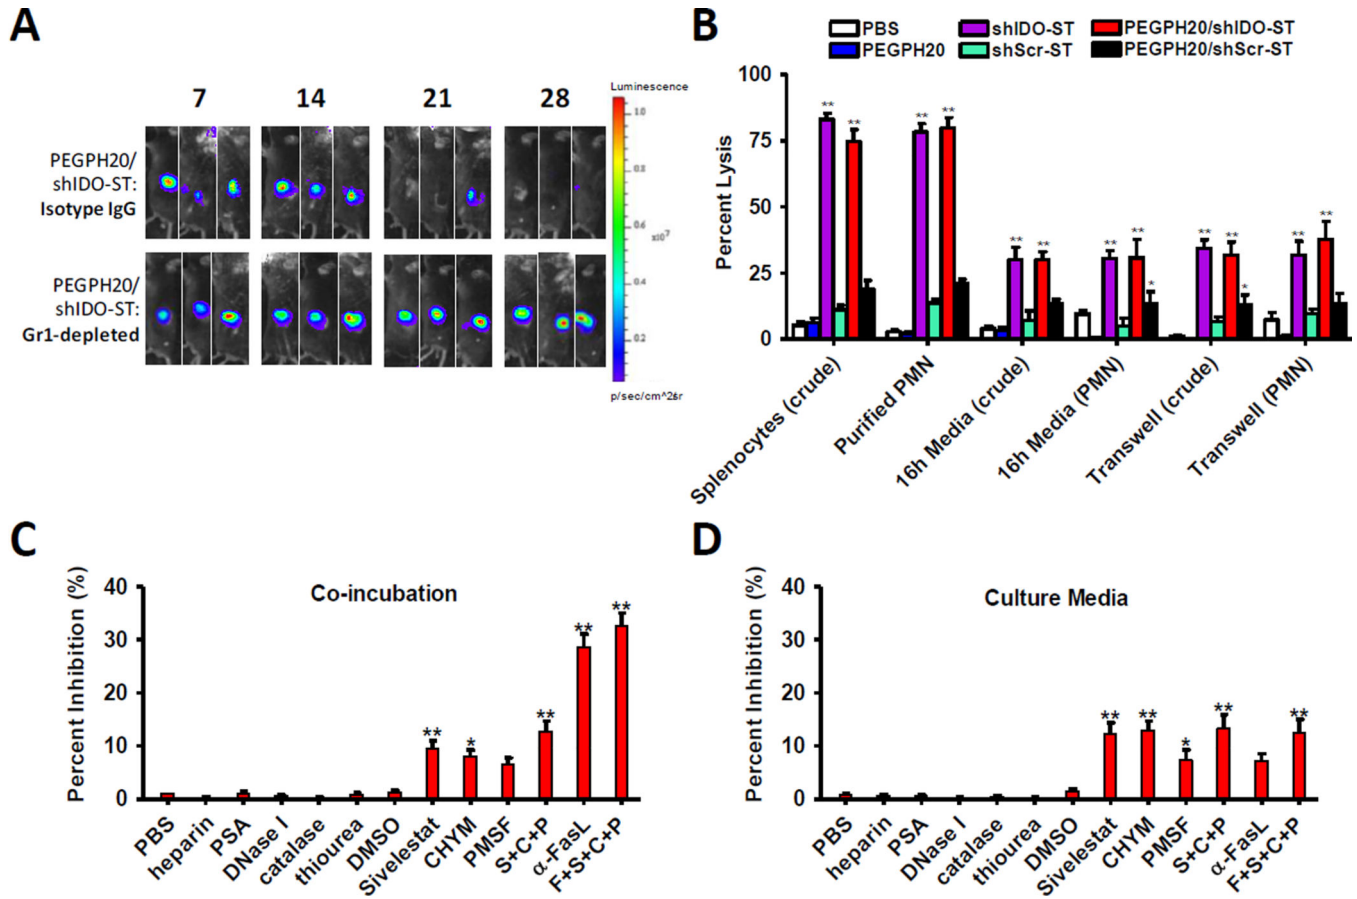 A
7 14 21 28
Luminescence
1.0
0.8
0.6
x10⁷
0.4
0.2
p/sec/cm^2/sr
PEGPH20/
shIDO-ST:
Isotype IgG
PEGPH20/
shIDO-ST:
Gr1-depleted
B
PBS shIDO-ST PEGPH20/shIDO-ST
PEGPH20 shScr-ST PEGPH20/shScr-ST
Percent Lysis
100
75
50
25
0
** ** ** ** ** ** ** ** * ** ** * ** **
Splenocytes (crude)
Purified PMN
16h Media (crude)
16h Media (PMN)
Transwell (crude)
Transwell (PMN)
C
Co-incubation
Percent Inhibition (%)
40
30
20
10
0
** * ** ** **
PBS
heparin
PSA
DNase I
catalase
thiourea
DMSO
Sivelestat
CHYM
PMSF
S+C+P
α-FasL
F+S+C+P
D
Culture Media
Percent Inhibition (%)
40
30
20
10
0
** ** * ** **
PBS
heparin
PSA
DNase I
catalase
thiourea
DMSO
Sivelestat
CHYM
PMSF
S+C+P
α-FasL
F+S+C+P